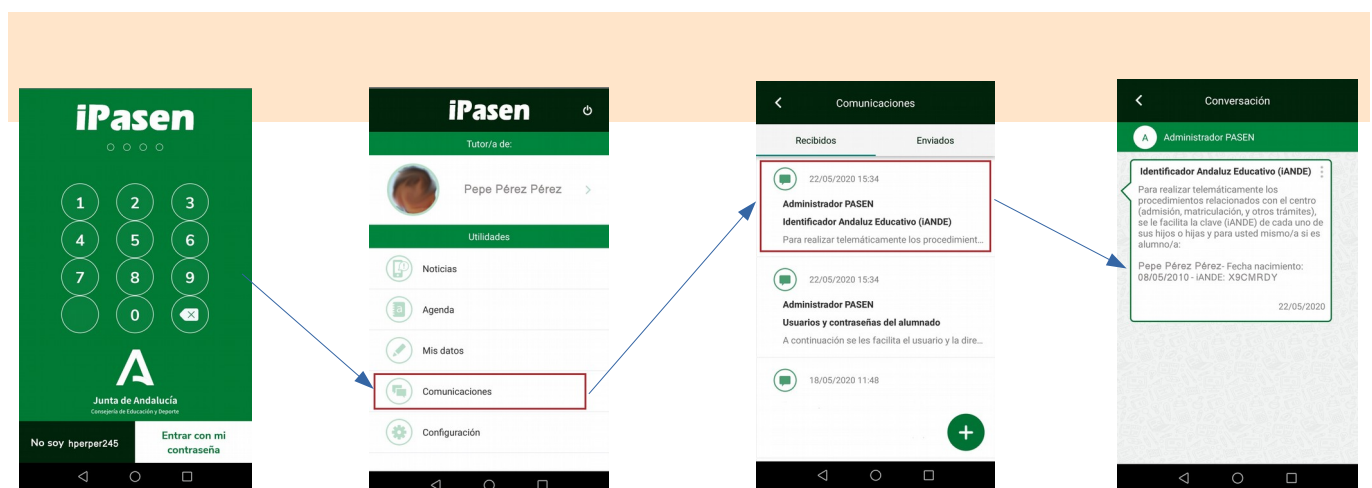 iPasen
1 2 3
4 5 6
7 8 9
0
Junta de Andalucía
Consejería de Educación y Deporte
No soy hperper245
Entrar con mi
contraseña
iPasen
Tutor/a de:
Pepe Pérez Pérez
Utilidades
Noticias
Agenda
Mis datos
Comunicaciones
Configuración
Comunicaciones
Recibidos Enviados
22/05/2020 15:34
Administrador PASEN
Identificador Andaluz Educativo (iANDE)
Para realizar telemáticamente los procedimient...
22/05/2020 15:34
Administrador PASEN
Usuarios y contraseñas del alumnado
A continuación se les facilita el usuario y la dire...
18/05/2020 11:48
+
Conversación
A Administrador PASEN
Identificador Andaluz Educativo (iANDE)
Para realizar telemáticamente los
procedimientos relacionados con el centro
(admisión, matriculación, y otros trámites),
se le facilita la clave (iANDE) de cada uno de
sus hijos o hijas y para usted mismo/a si es
alumno/a:
Pepe Pérez Pérez- Fecha nacimiento:
08/05/2010 - iANDE: X9CMRDY
22/05/2020